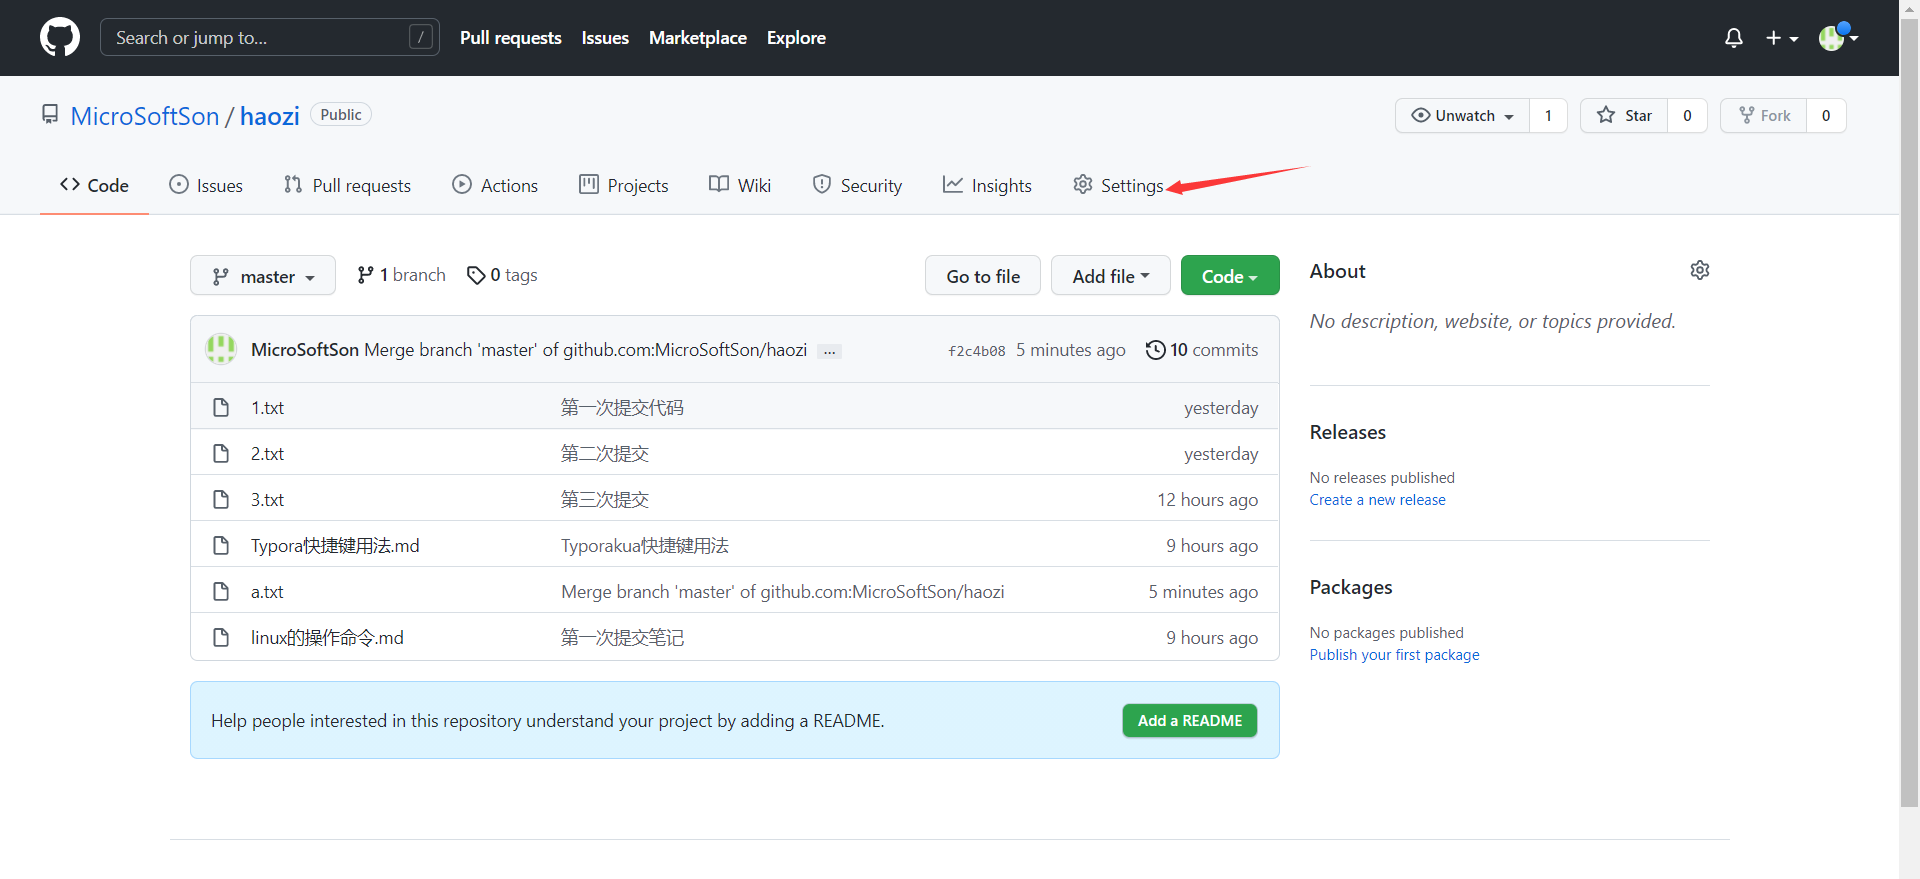 Search or jump to... / Pull requests Issues Marketplace Explore
MicroSoftSon / haozi Public Unwatch 1 Star 0 Fork 0
Code Issues Pull requests Actions Projects Wiki Security Insights Settings
master 1 branch 0 tags Go to file Add file Code
MicroSoftSon Merge branch 'master' of github.com:MicroSoftSon/haozi ... f2c4b08 5 minutes ago 10 commits
1.txt 第一次提交代码 yesterday
2.txt 第二次提交 yesterday
3.txt 第三次提交 12 hours ago
Typora快捷键用法.md Typorakua快捷键用法 9 hours ago
a.txt Merge branch 'master' of github.com:MicroSoftSon/haozi 5 minutes ago
linux的操作命令.md 第一次提交笔记 9 hours ago
Help people interested in this repository understand your project by adding a README. Add a README
About
No description, website, or topics provided.
Releases
No releases published
Create a new release
Packages
No packages published
Publish your first package